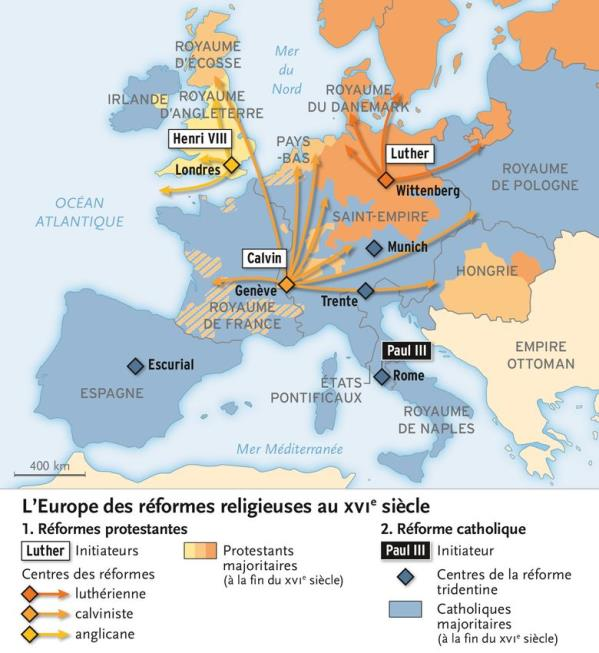 ROYAUME
D'ÉCOSSE
Mer
du
Nord
IRLANDE
ROYAUME
D'ANGLETERRE
ROYAUME
DU DANEMARK
Henri VIII
PAYS
-BAS
Luther
Londres
Wittenberg
ROYAUME
DE POLOGNE
OCÉAN
ATLANTIQUE
SAINT-EMPIRE
Munich
Calvin
HONGRIE
Genève
Trente
ROYAUME
DE FRANCE
Paul III
EMPIRE
OTTOMAN
Escurial
Rome
ESPAGNE
ÉTATS
PONTIFICAUX
ROYAUME
DE NAPLES
Mer Méditerranée
400 km
L'Europe des réformes religieuses au XVIe siècle
1. Réformes protestantes
Luther Initiateurs
Centres des réformes
luthérienne
calviniste
anglicane
Protestants
majoritaires
(à la fin du XVIe siècle)
2. Réforme catholique
Paul III Initiateur
Centres de la réforme
tridentine
Catholiques
majoritaires
(à la fin du XVIe siècle)